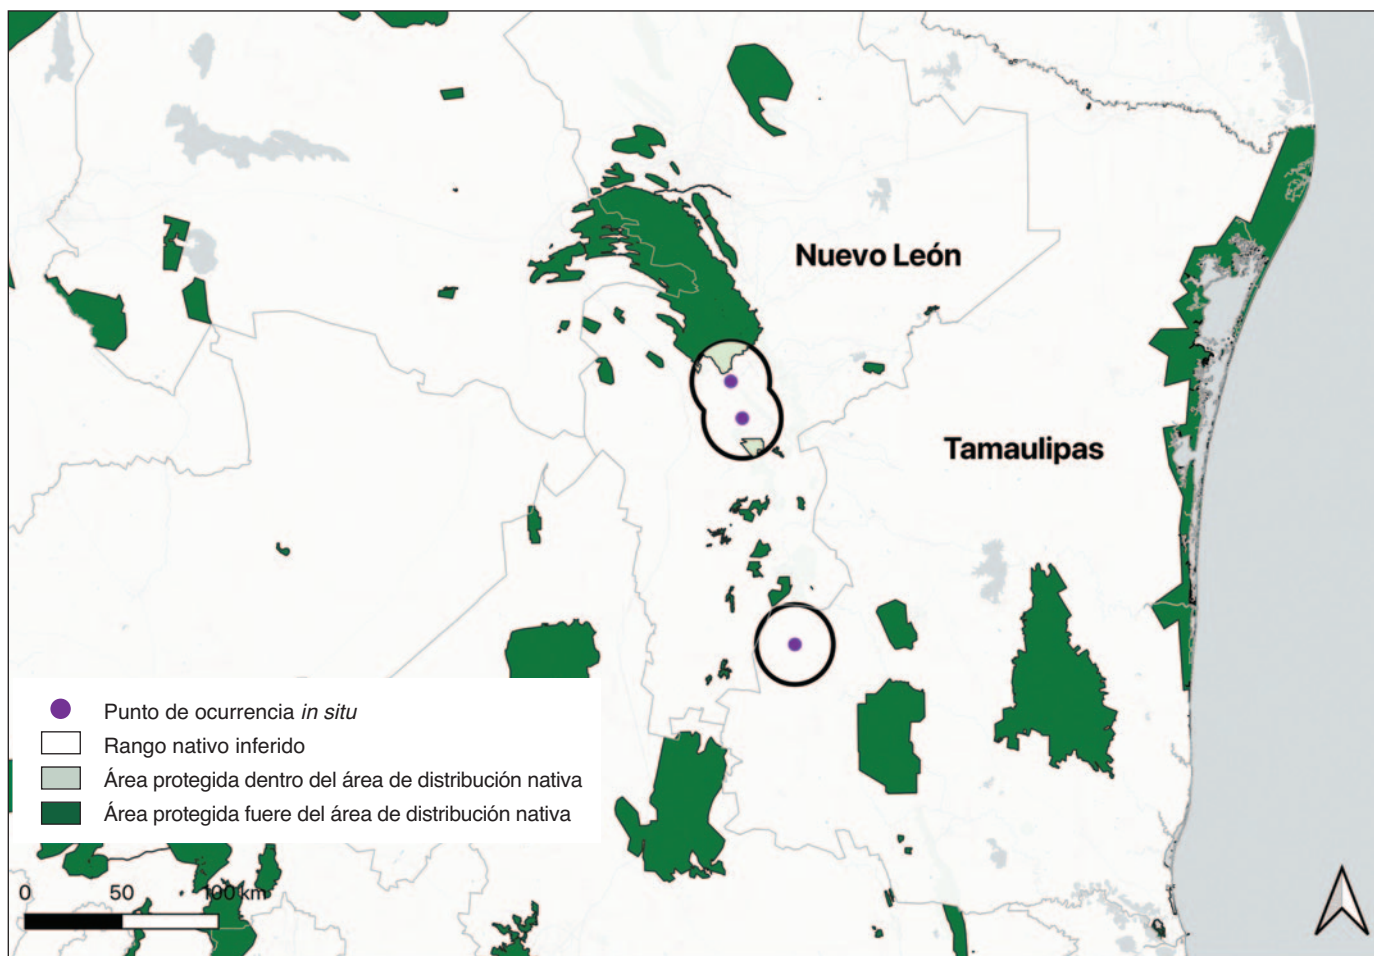 Nuevo León
Tamaulipas
Punto de ocurrencia in situ
Rango nativo inferido
Área protegida dentro del área de distribución nativa
Área protegida fuere del área de distribución nativa
0 50 100 km